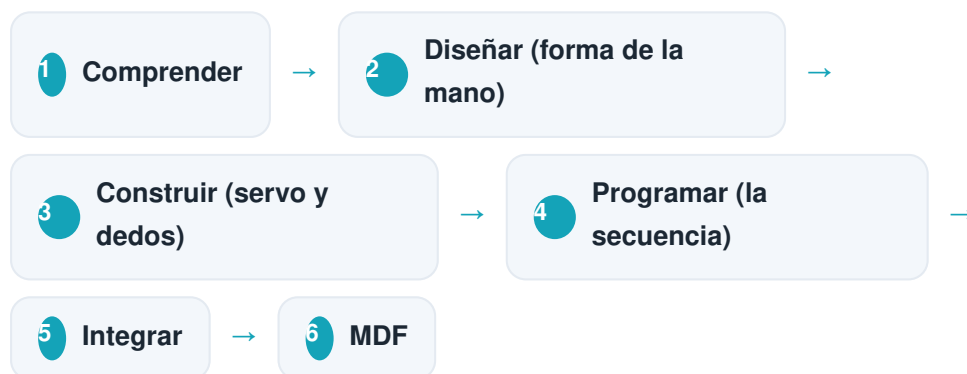 1 Comprender → 2 Diseñar (forma de la
mano) →
3 Construir (servo y
dedos) → 4 Programar (la
secuencia) →
5 Integrar → 6 MDF